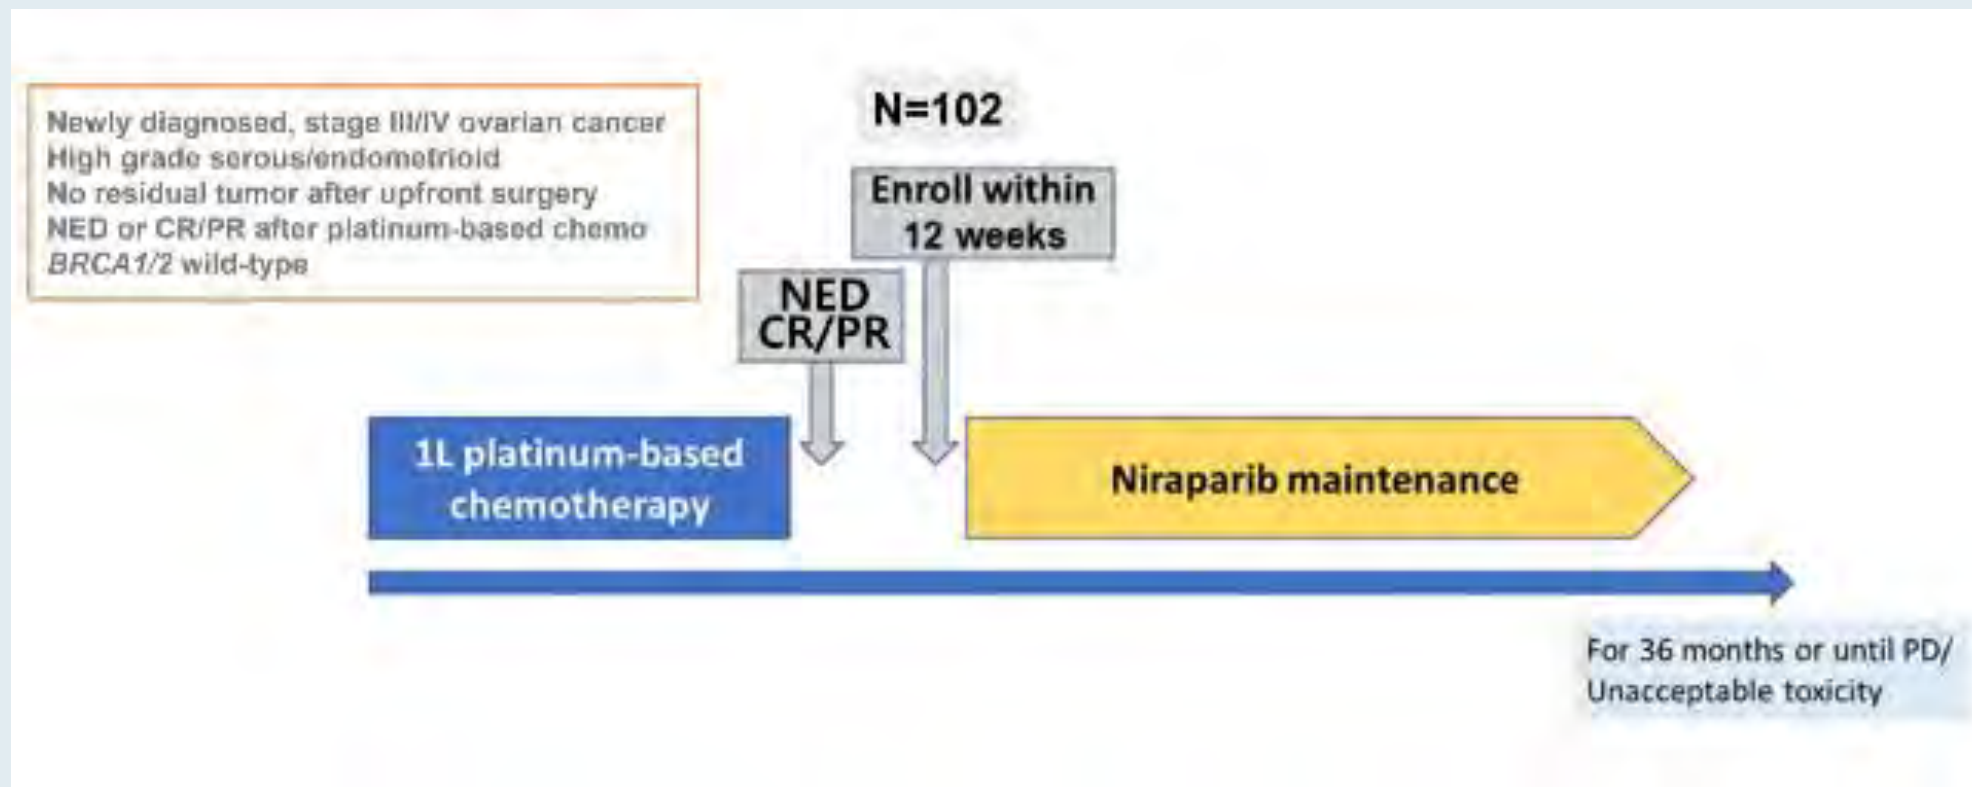 Newly diagnosed, stage III/IV ovarian cancer
High grade serous/endometrioid
No residual tumor after upfront surgery
NED or CR/PR after platinum-based chemo
BRCA1/2 wild-type
N=102
Enroll within
12 weeks
NED
CR/PR
1L platinum-based
chemotherapy
Niraparib maintenance
For 36 months or until PD/
Unacceptable toxicity